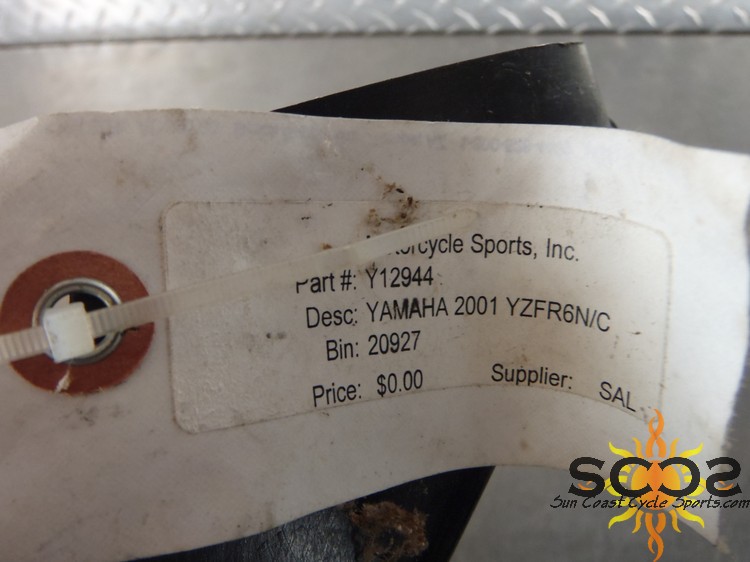 Sports, Inc.
Part #: Y12944
Desc: YAMAHA 2001 YZFR6N/C
Bin: 20927
Price: $0.00 Supplier: SAL
SCCS
Sun Coast Cycle Sports.com